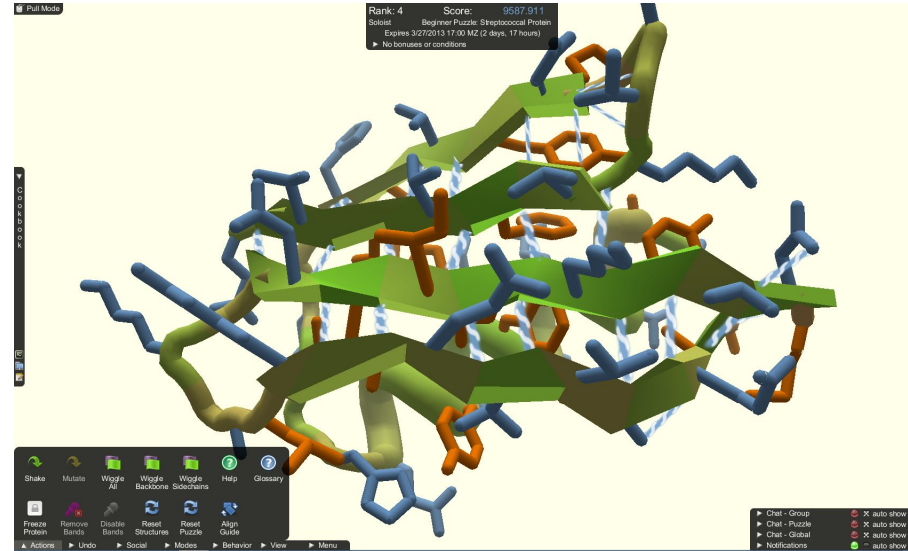 Pull Mode
Rank: 4 Score: 9587.911
Soloist Beginner Puzzle: Streptococcal Protein
Expires 3/27/2013 17:00 MZ (2 days, 17 hours)
▶ No bonuses or conditions
▼ Cookbook
Shake Mutate Wiggle All Wiggle Backbone Wiggle Sidechains Help Glossary
Freeze Protein Remove Bands Disable Bands Reset Structures Reset Puzzle Align Guide
▲ Actions ▶ Undo ▶ Social ▶ Modes ▶ Behavior ▶ View ▶ Menu
▶ Chat - Group auto show
▶ Chat - Puzzle auto show
▶ Chat - Global auto show
▶ Notifications auto show